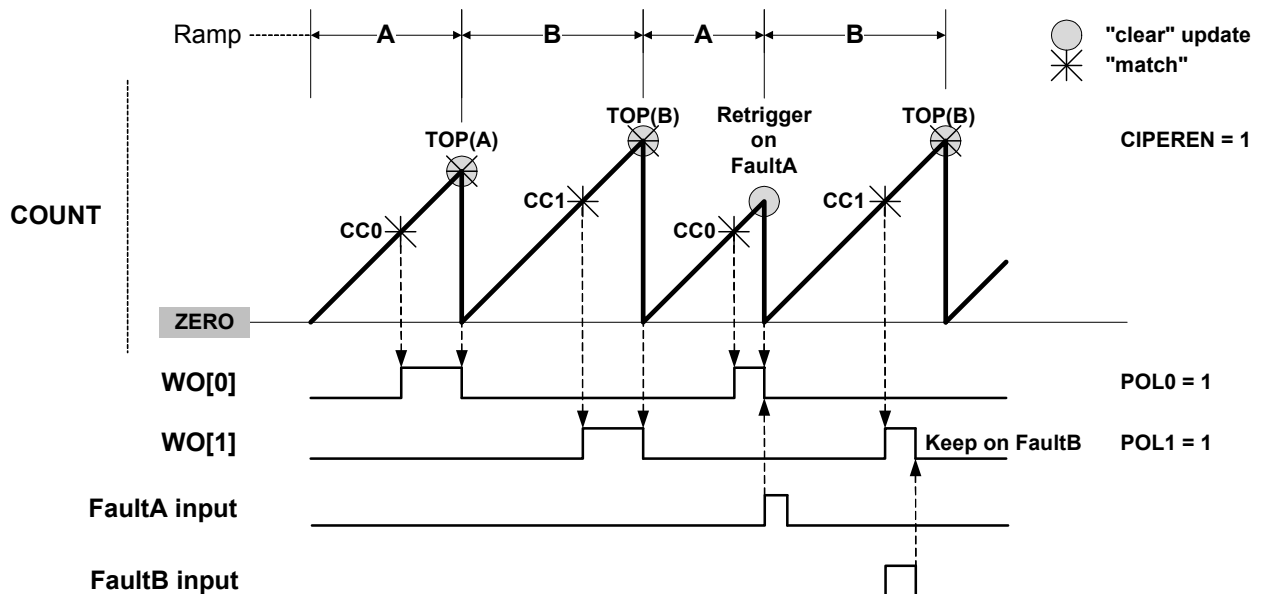 Ramp A B A B
"clear" update
"match"
TOP(A) TOP(B) Retrigger TOP(B) CIPEREN = 1
on
FaultA
COUNT CC0 CC1 CC0 CC1
ZERO
WO[0] POL0 = 1
WO[1] Keep on FaultB POL1 = 1
FaultA input
FaultB input